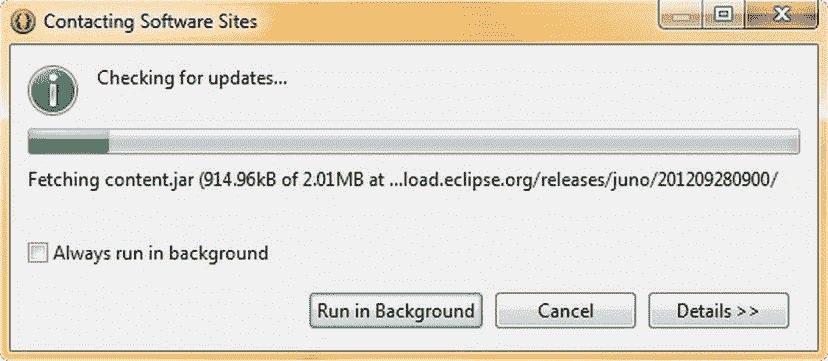 Contacting Software Sites
Checking for updates...
Fetching content.jar (914.96kB of 2.01MB at ...load.eclipse.org/releases/juno/201209280900/
Always run in background
Run in Background Cancel Details >>